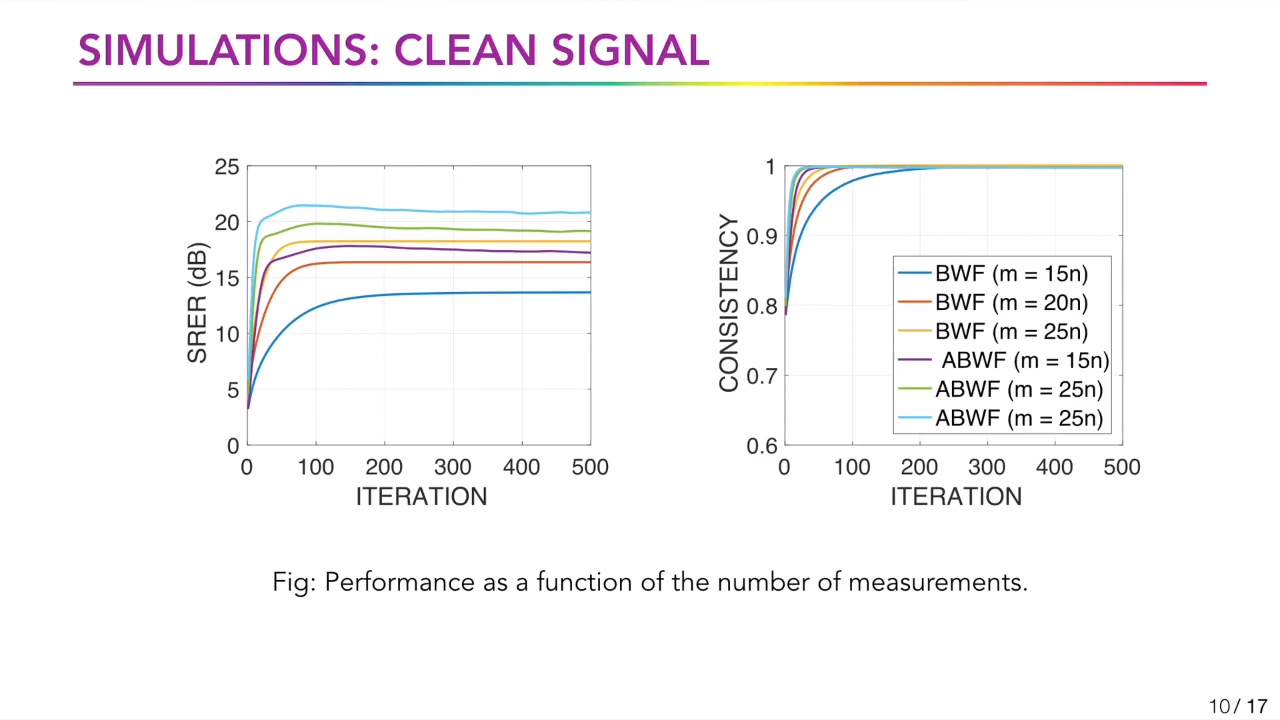 SIMULATIONS: CLEAN SIGNAL
25
20
15
10
5
0
SRER (dB)
0 100 200 300 400 500
ITERATION
1
0.9
0.8
0.7
0.6
CONSISTENCY
BWF (m = 15n)
BWF (m = 20n)
BWF (m = 25n)
ABWF (m = 15n)
ABWF (m = 25n)
ABWF (m = 25n)
0 100 200 300 400 500
ITERATION
Fig: Performance as a function of the number of measurements.
10 / 17